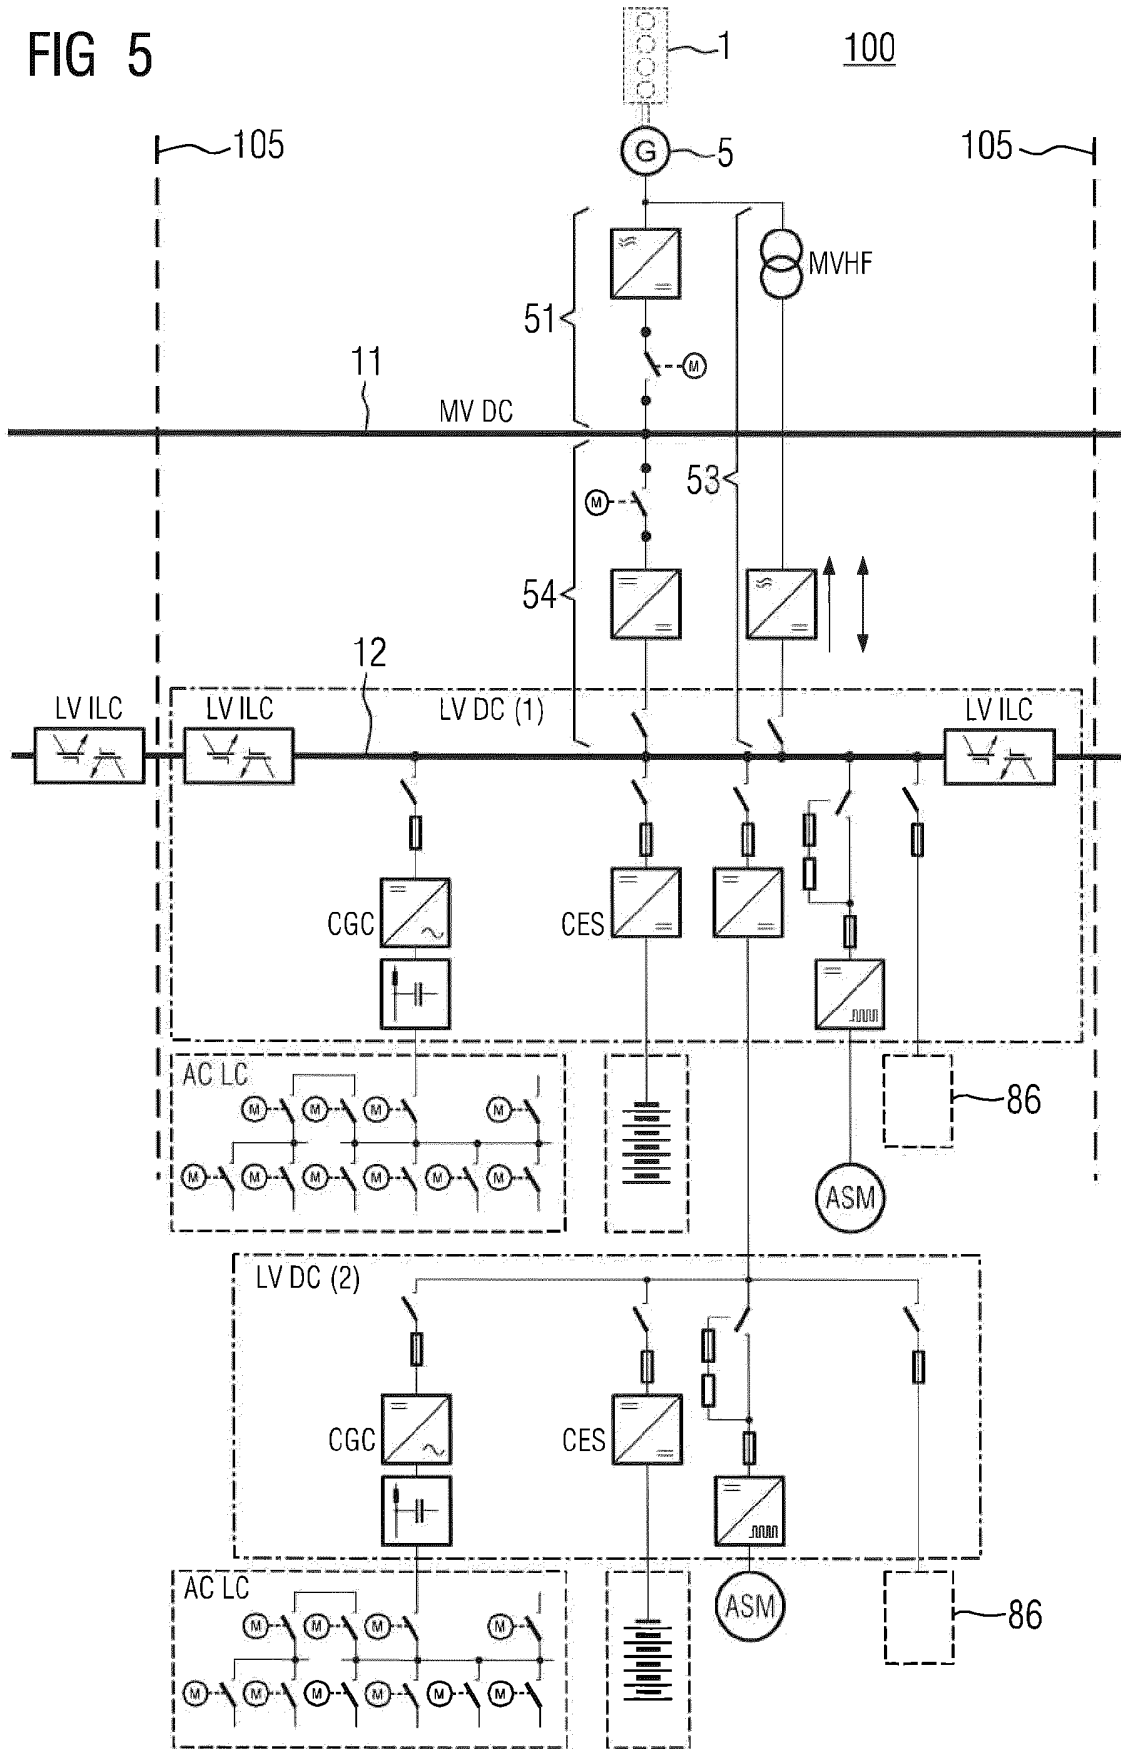 FIG 5
1
100
105
105
G
5
MVHF
51
M
11
MV DC
53
M
54
12
LV ILC
LV ILC
LV DC (1)
LV ILC
CGC
CES
AC LC
M M M M
86
M M M M M M
ASM
LV DC (2)
CGC
CES
AC LC
ASM
86
M M M M
M M M M M M